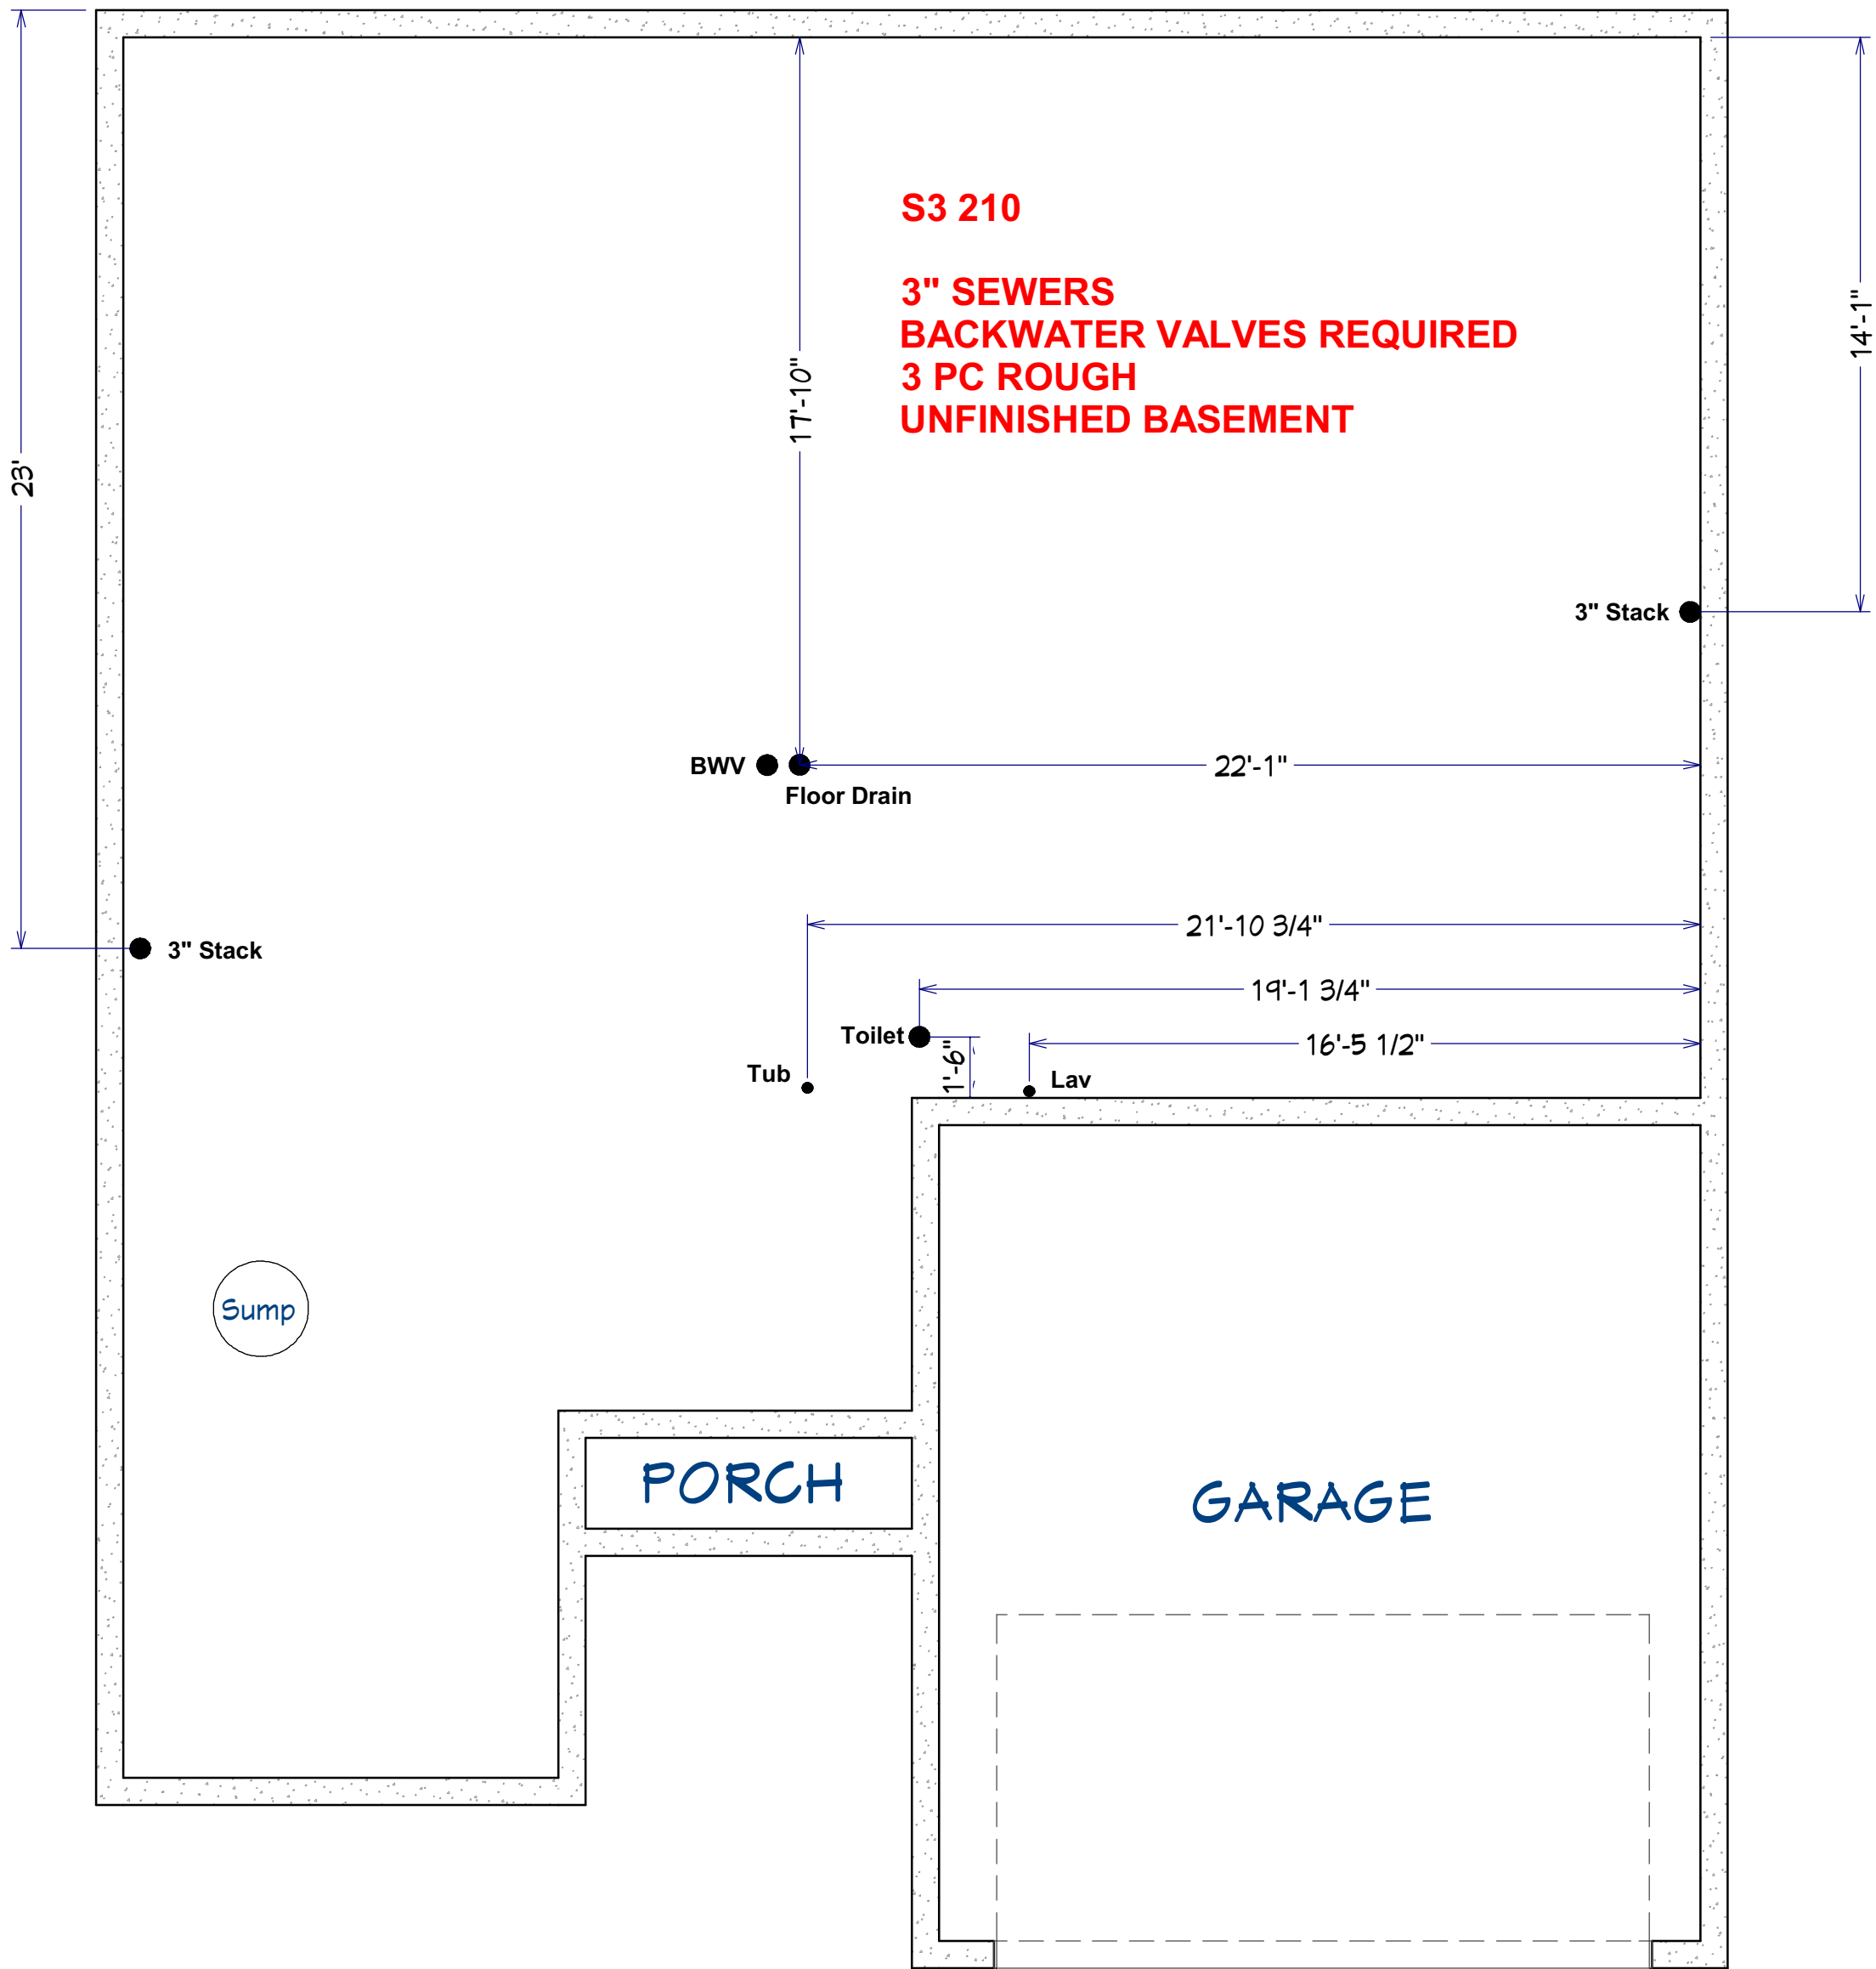 S3 210
3" SEWERS
BACKWATER VALVES REQUIRED
3 PC ROUGH
UNFINISHED BASEMENT
23'
17'-10"
14'-1"
3" Stack
BWV
22'-1"
Floor Drain
21'-10 3/4"
3" Stack
19'-1 3/4"
Toilet
16'-5 1/2"
1'-6"
Tub
Lav
Sump
PORCH
GARAGE